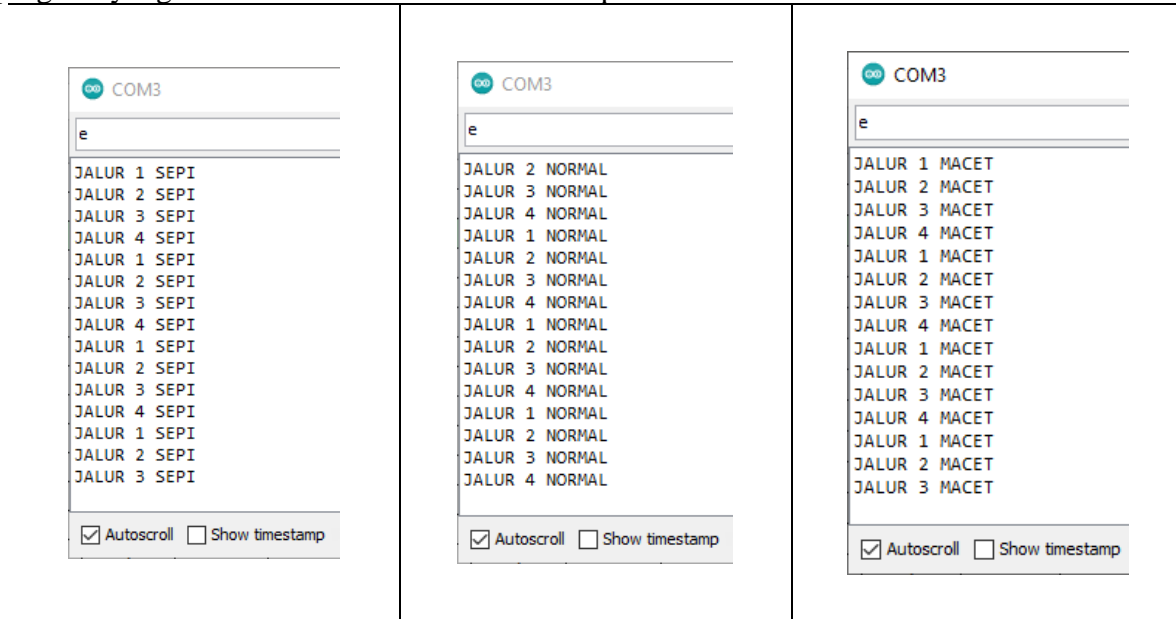 COM3
e
JALUR 1 SEPI
JALUR 2 SEPI
JALUR 3 SEPI
JALUR 4 SEPI
JALUR 1 SEPI
JALUR 2 SEPI
JALUR 3 SEPI
JALUR 4 SEPI
JALUR 1 SEPI
JALUR 2 SEPI
JALUR 3 SEPI
JALUR 4 SEPI
JALUR 1 SEPI
JALUR 2 SEPI
JALUR 3 SEPI
Autoscroll Show timestamp
COM3
e
JALUR 2 NORMAL
JALUR 3 NORMAL
JALUR 4 NORMAL
JALUR 1 NORMAL
JALUR 2 NORMAL
JALUR 3 NORMAL
JALUR 4 NORMAL
JALUR 1 NORMAL
JALUR 2 NORMAL
JALUR 3 NORMAL
JALUR 4 NORMAL
JALUR 1 NORMAL
JALUR 2 NORMAL
JALUR 3 NORMAL
JALUR 4 NORMAL
Autoscroll Show timestamp
COM3
e
JALUR 1 MACET
JALUR 2 MACET
JALUR 3 MACET
JALUR 4 MACET
JALUR 1 MACET
JALUR 2 MACET
JALUR 3 MACET
JALUR 4 MACET
JALUR 1 MACET
JALUR 2 MACET
JALUR 3 MACET
JALUR 4 MACET
JALUR 1 MACET
JALUR 2 MACET
JALUR 3 MACET
Autoscroll Show timestamp